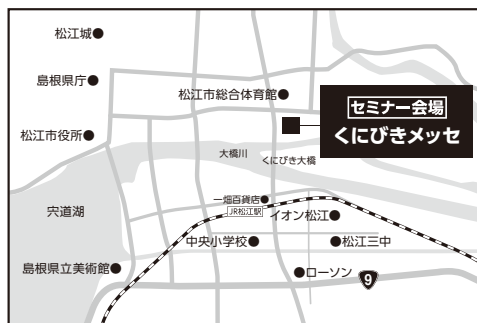 松江城
島根県庁
松江市総合体育館
セミナー会場
くにびきメッセ
松江市役所
大橋川
くにびき大橋
一畑百貨店
JR松江駅
イオン松江
宍道湖
中央小学校
松江三中
島根県立美術館
ローソン
9